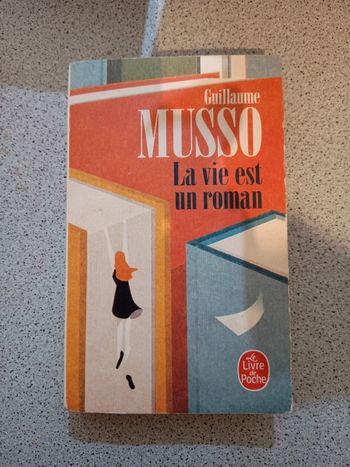 Guillaume
MUSSO
La vie est
un roman
Le
Livre
de
Poche